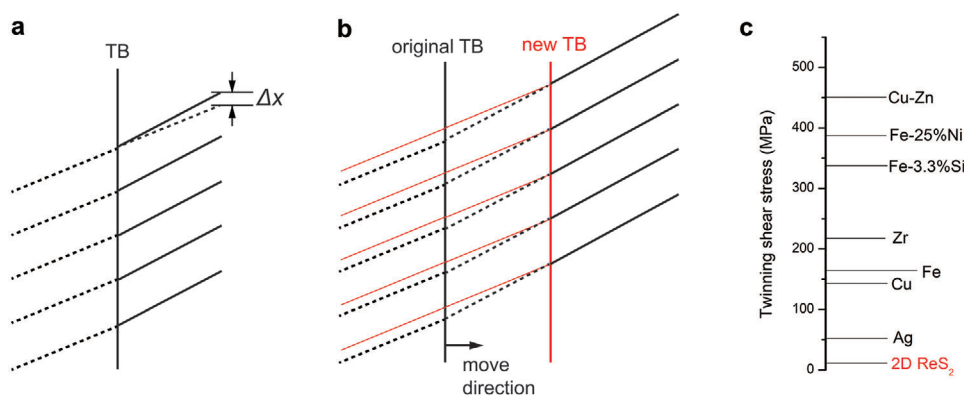 a
TB
Δx
b
original TB
new TB
move
direction
c
Twinning shear stress (MPa)
500
400
300
200
100
0
Cu-Zn
Fe-25%Ni
Fe-3.3%Si
Zr
Fe
Cu
Ag
2D ReS₂